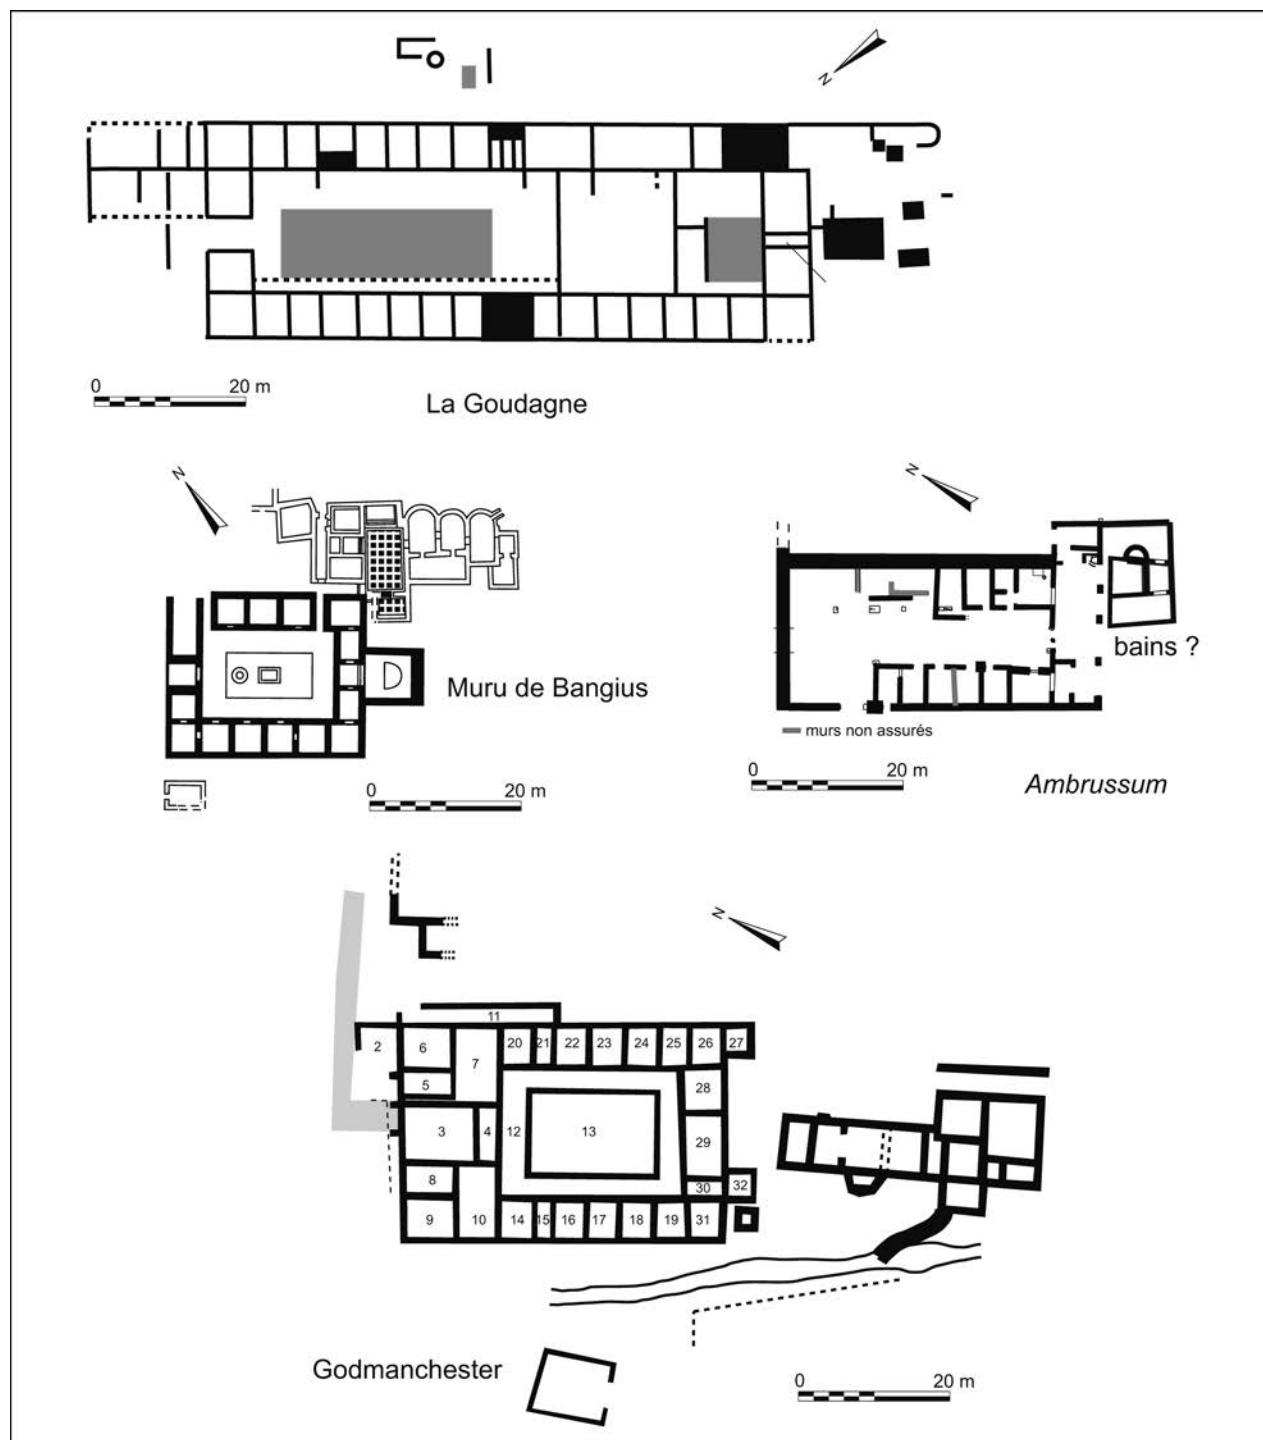 N
0 20 m
La Goudagne
N
Muru de Bangius
0 20 m
N
bains ?
murs non assurés
0 20 m
Ambrussum
N
11
2 6 7 20 21 22 23 24 25 26 27
5 28
3 4 12 13 29
8 30 32
9 10 14 15 16 17 18 19 31
Godmanchester
0 20 m